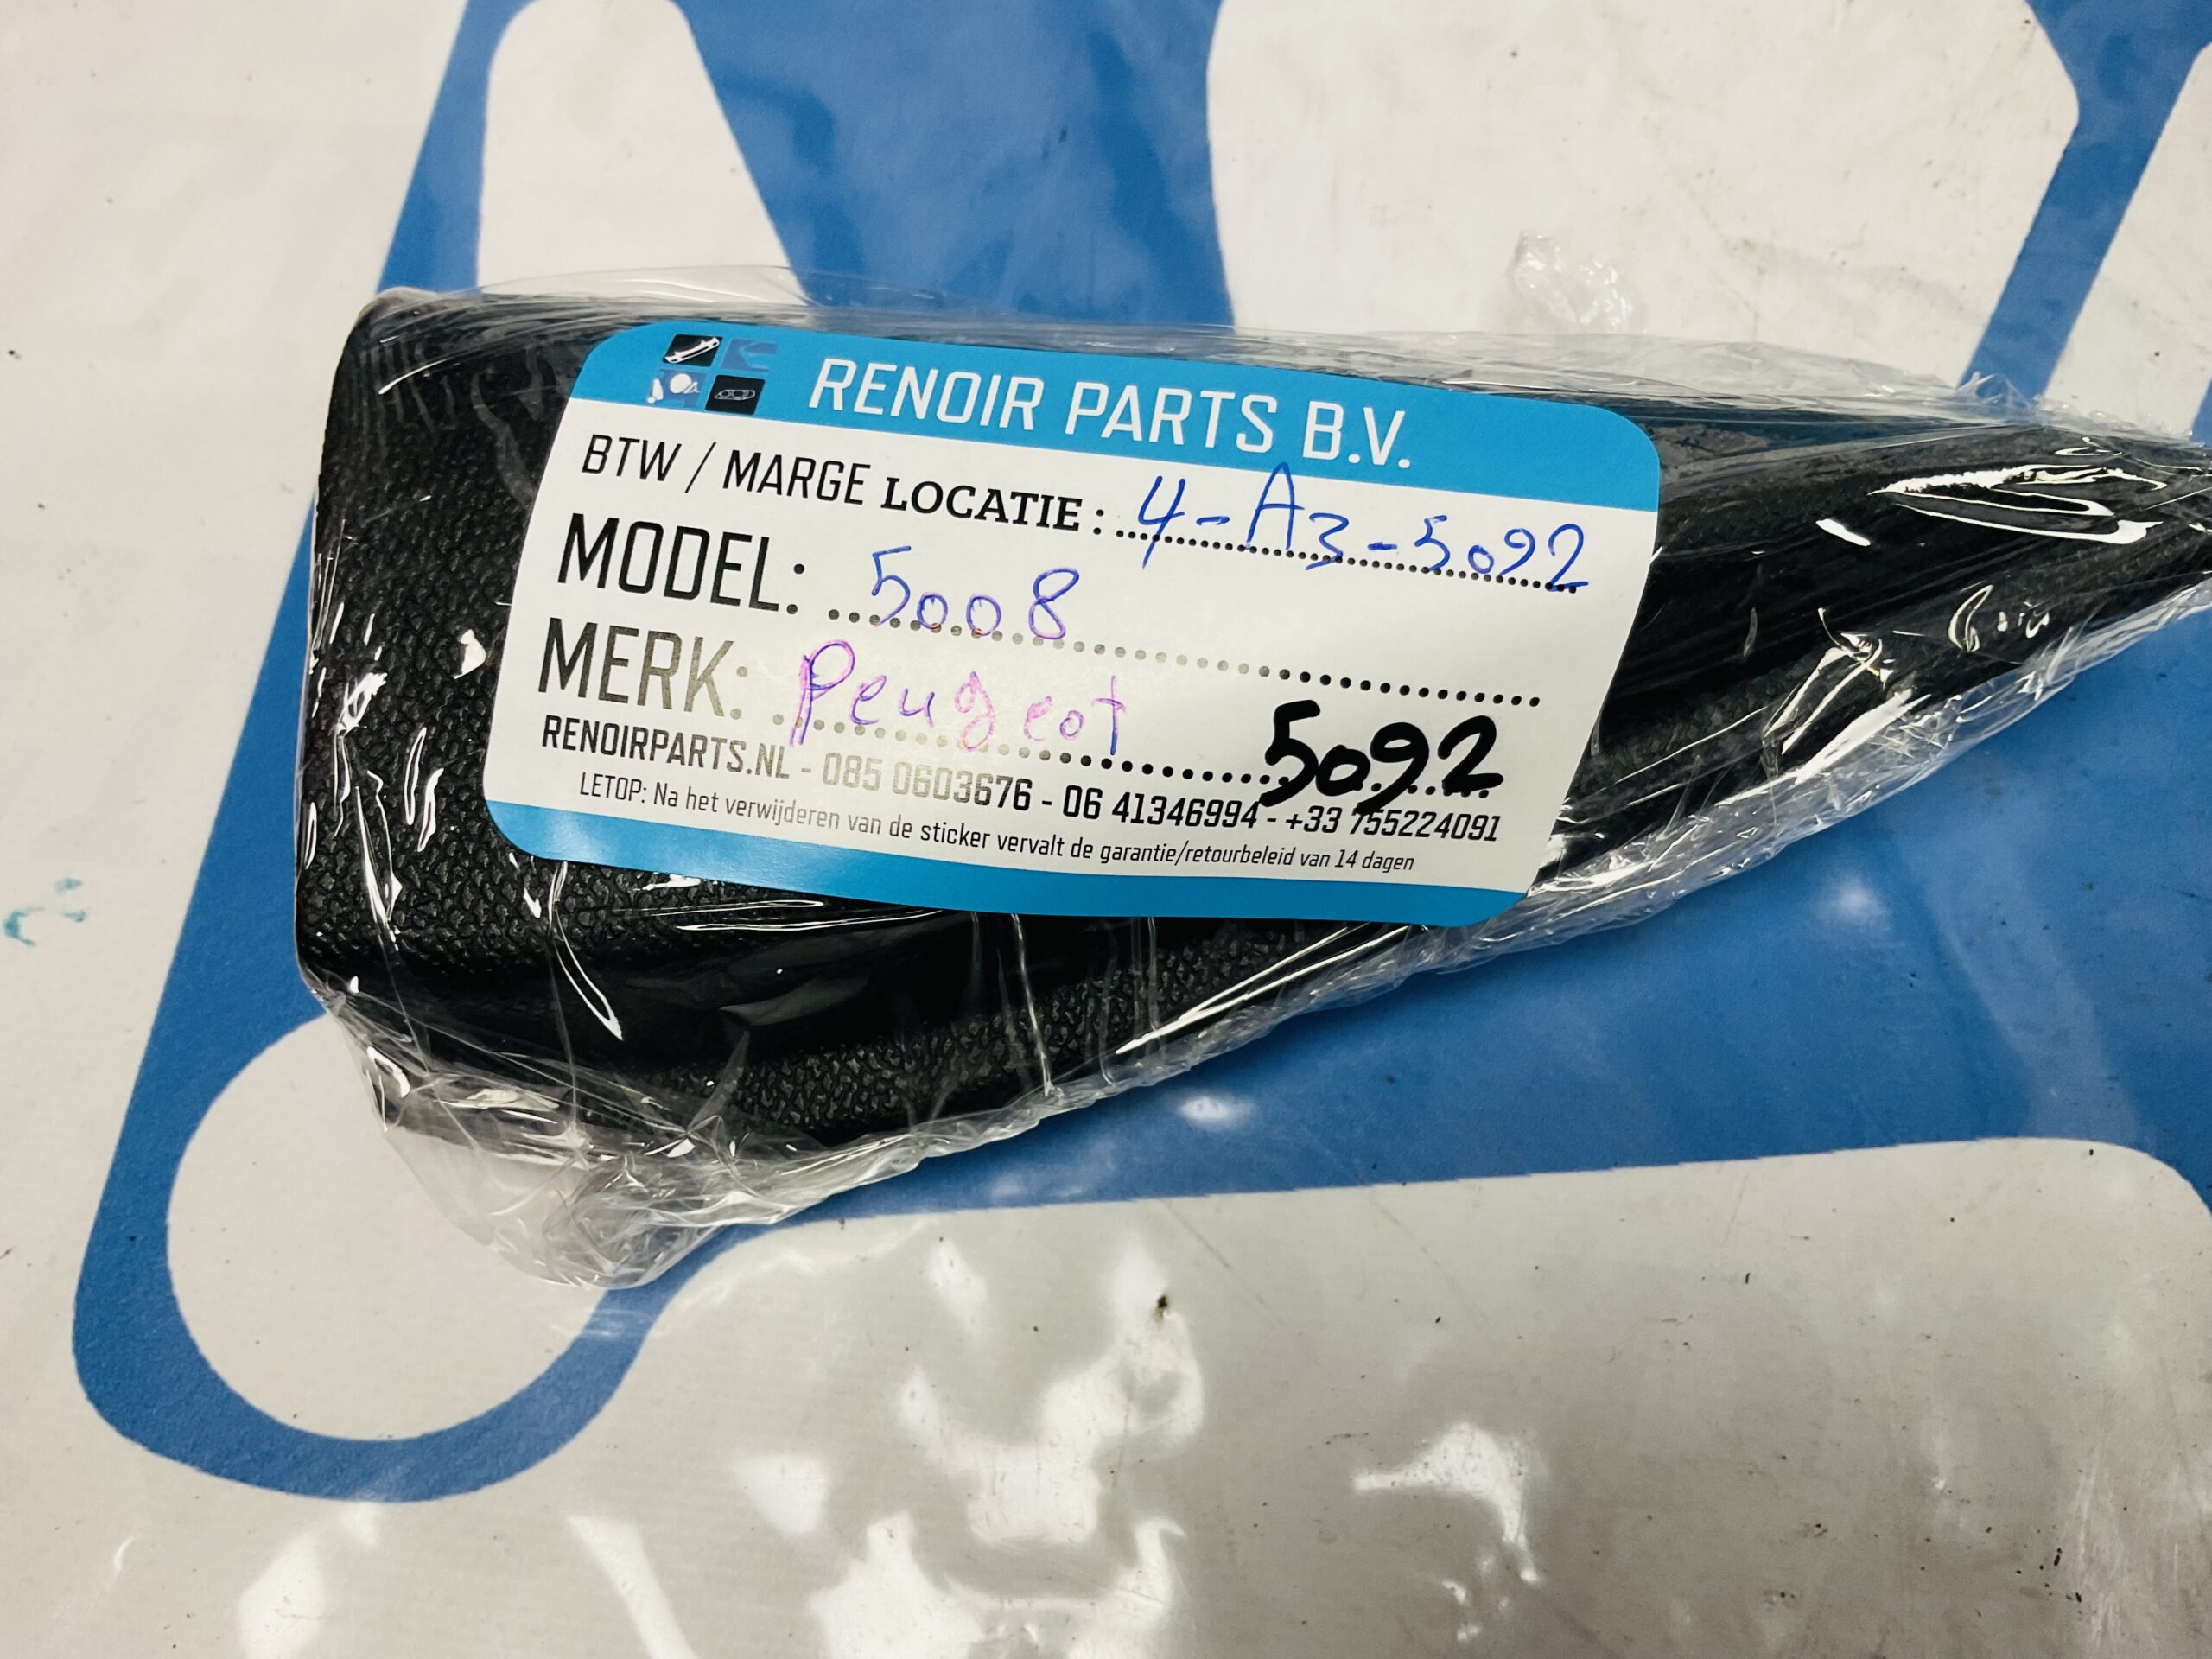 RENOIR PARTS B.V.
BTW / MARGE LOCATIE : 4-A3-5092
MODEL: 5008
MERK: Peugeot
5092
RENOIRPARTS.NL - 085 0603676 - 06 41346994 - +33 755224091
LETOP: Na het verwijderen van de sticker vervalt de garantie/retourbeleid van 14 dagen